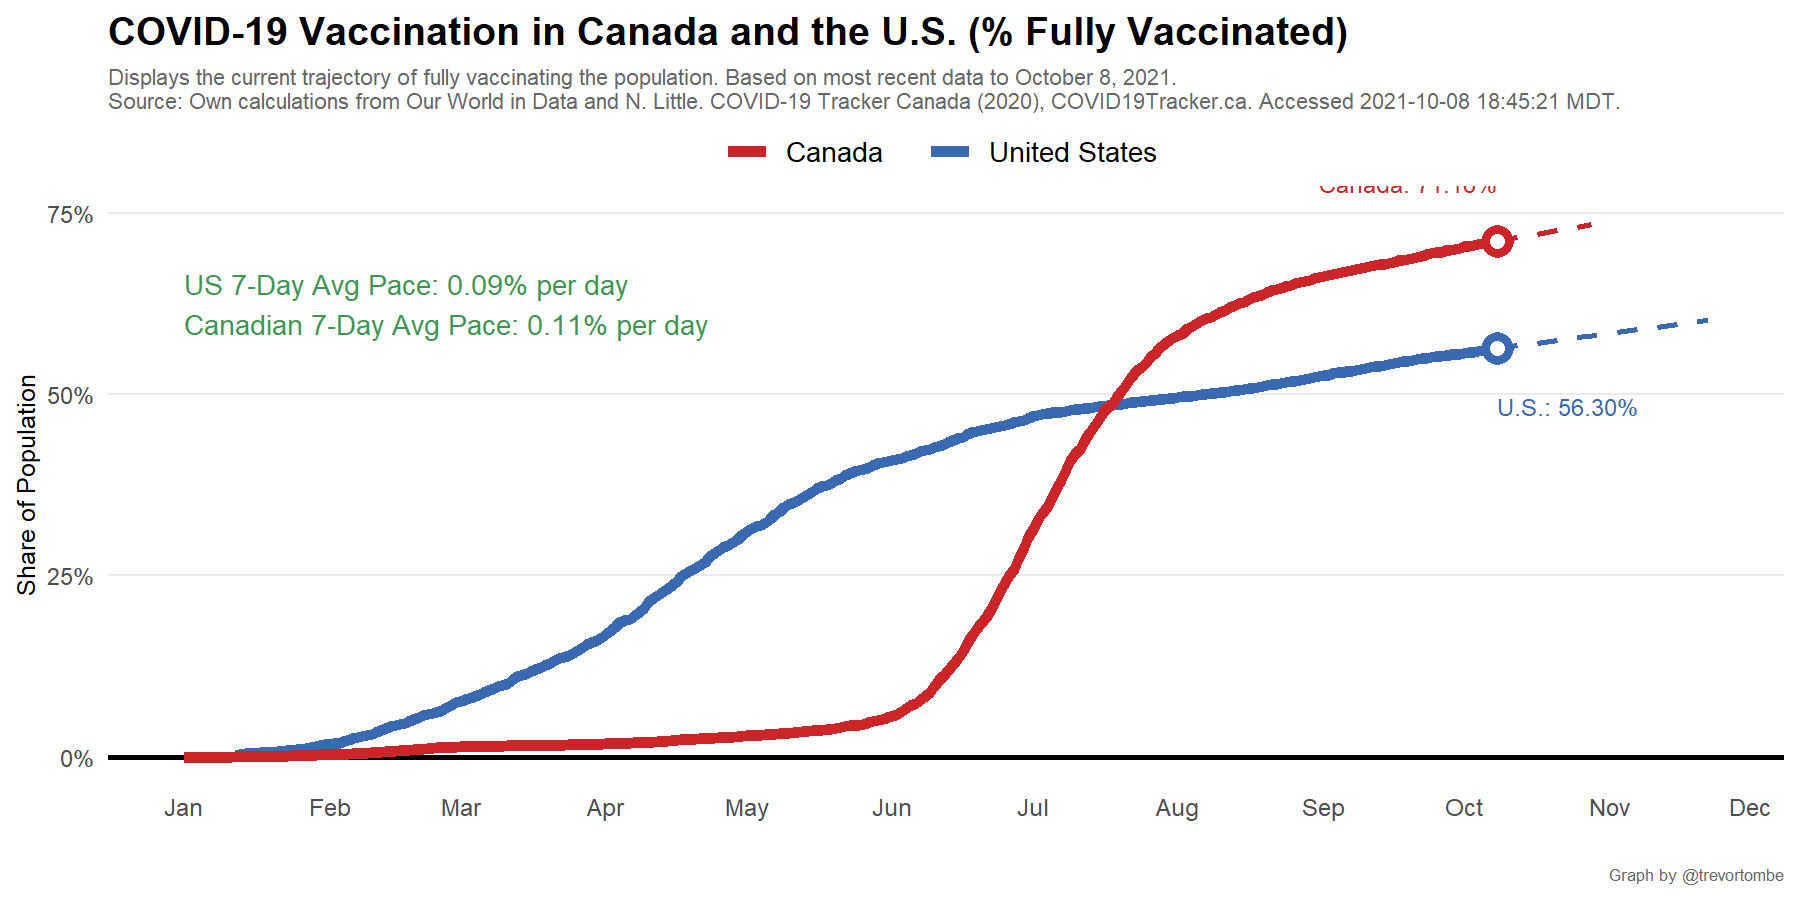 COVID-19 Vaccination in Canada and the U.S. (% Fully Vaccinated)
Displays the current trajectory of fully vaccinating the population. Based on most recent data to October 8, 2021.
Source: Own calculations from Our World in Data and N. Little. COVID-19 Tracker Canada (2020), COVID19Tracker.ca. Accessed 2021-10-08 18:45:21 MDT.
Canada United States
Canada:
75%
US 7-Day Avg Pace: 0.09% per day
Canadian 7-Day Avg Pace: 0.11% per day
50%
U.S.: 56.30%
Share of Population
25%
0%
Jan Feb Mar Apr May Jun Jul Aug Sep Oct Nov Dec
Graph by @trevortombe